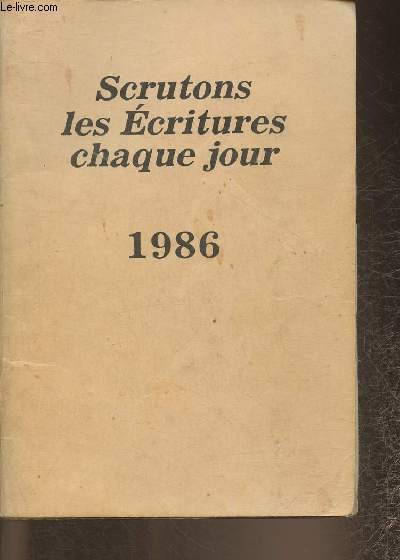 Le-livre.com
Scrutons
les Écritures
chaque jour
1986